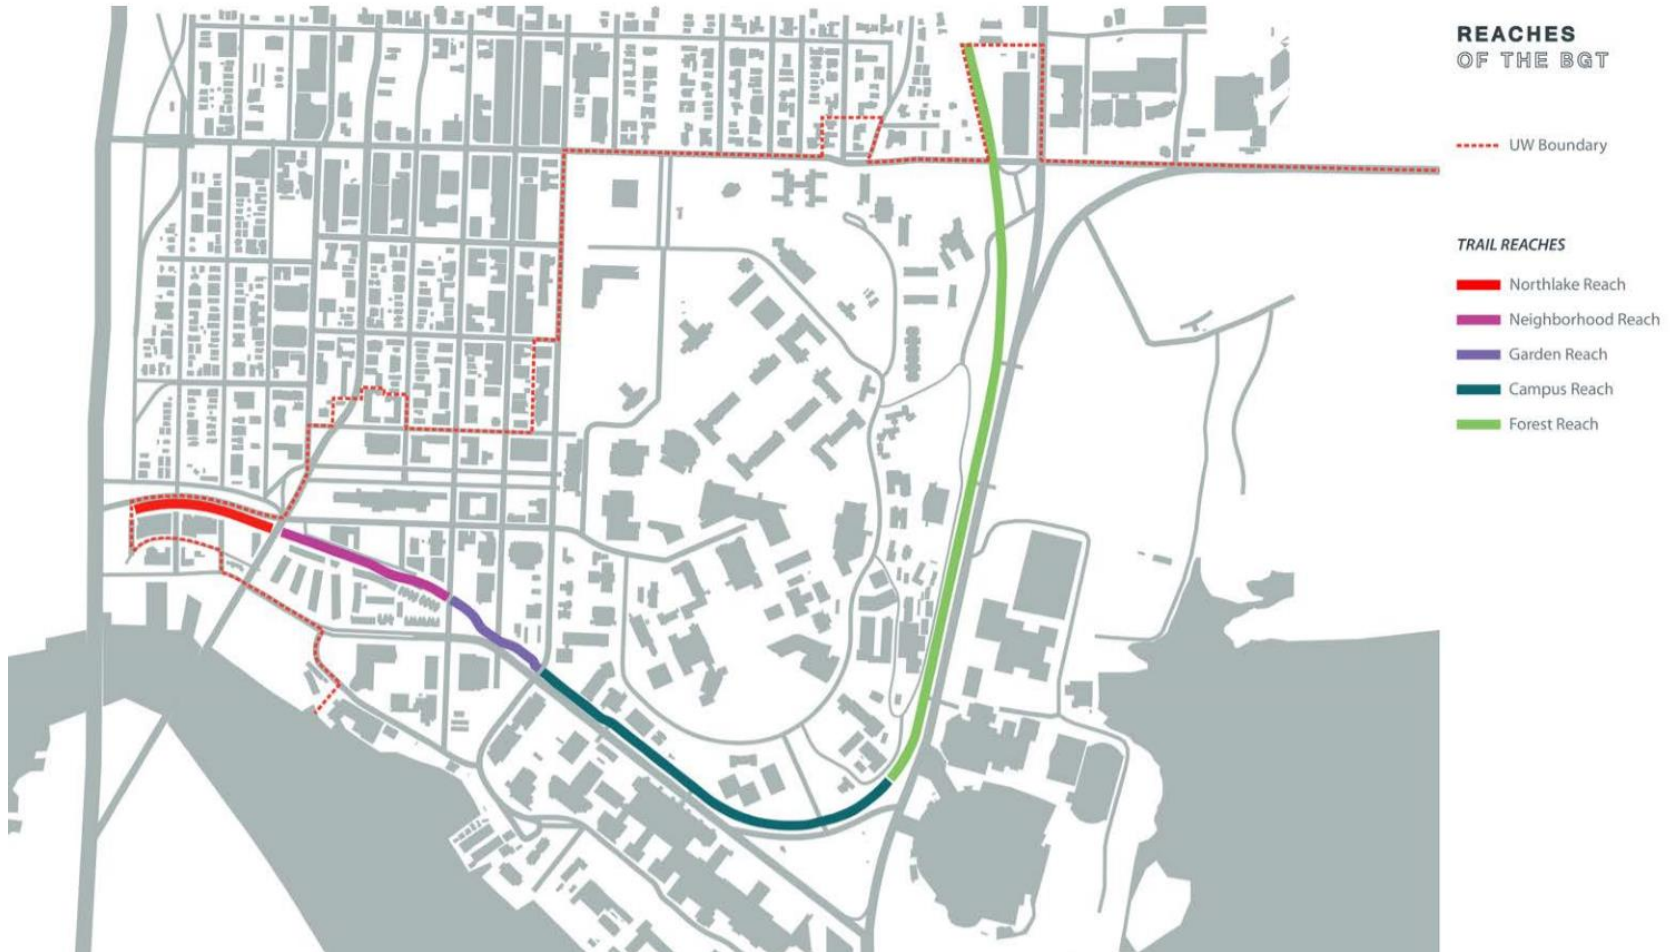 REACHES
OF THE BGT
UW Boundary
TRAIL REACHES
Northlake Reach
Neighborhood Reach
Garden Reach
Campus Reach
Forest Reach